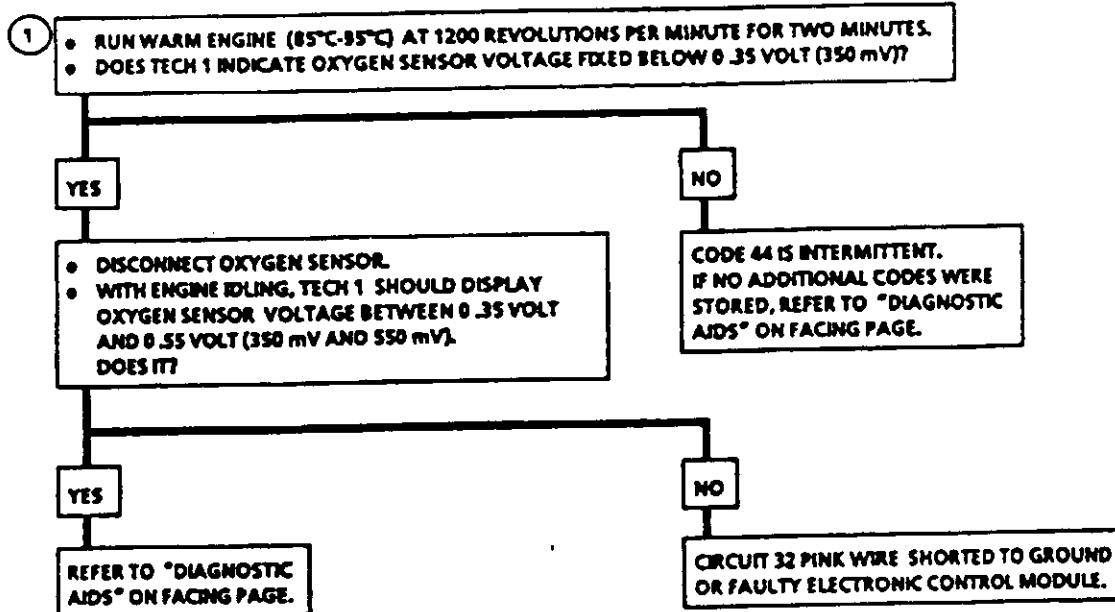 1
• RUN WARM ENGINE (85°C-95°C) AT 1200 REVOLUTIONS PER MINUTE FOR TWO MINUTES.
• DOES TECH 1 INDICATE OXYGEN SENSOR VOLTAGE FIXED BELOW 0.35 VOLT (350 mV)?
YES
NO
• DISCONNECT OXYGEN SENSOR.
• WITH ENGINE IDLING, TECH 1 SHOULD DISPLAY
OXYGEN SENSOR VOLTAGE BETWEEN 0.35 VOLT
AND 0.55 VOLT (350 mV AND 550 mV).
DOES IT?
CODE 44 IS INTERMITTENT.
IF NO ADDITIONAL CODES WERE
STORED, REFER TO "DIAGNOSTIC
AIDS" ON FACING PAGE.
YES
NO
REFER TO "DIAGNOSTIC
AIDS" ON FACING PAGE.
CIRCUIT 32 PINK WIRE SHORTED TO GROUND
OR FAULTY ELECTRONIC CONTROL MODULE.